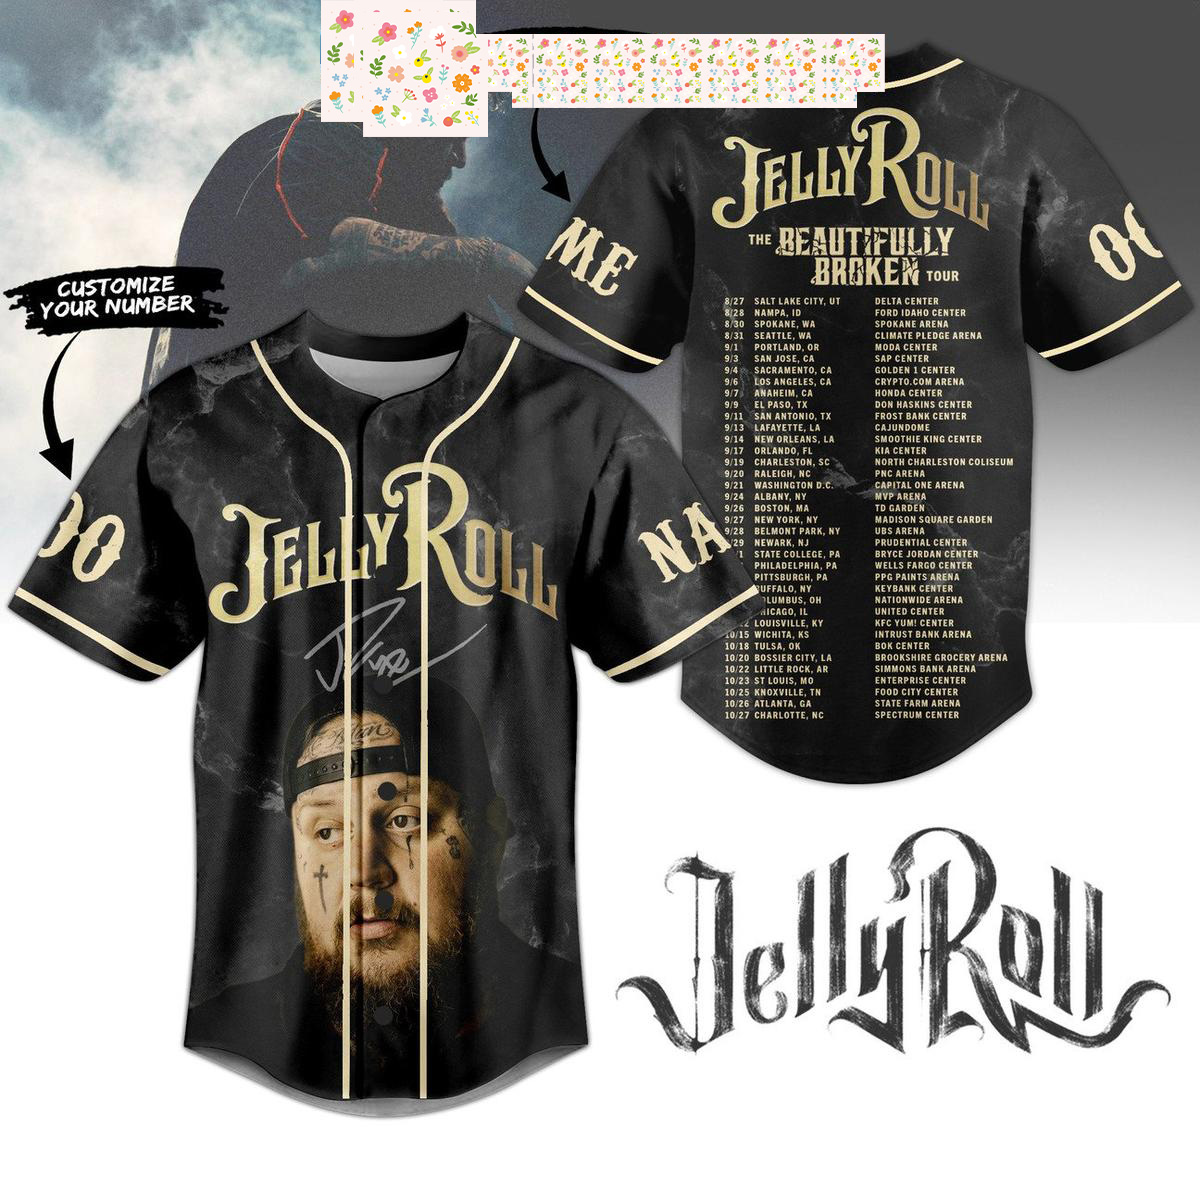 CUSTOMIZE
YOUR NUMBER
JELLY ROLL
THE BEAUTIFULLY
BROKEN TOUR
8/27 SALT LAKE CITY, UT DELTA CENTER
8/28 NAMPA, ID FORD IDAHO CENTER
8/30 SPOKANE, WA SPOKANE ARENA
8/31 SEATTLE, WA CLIMATE PLEDGE ARENA
9/1 PORTLAND, OR MODA CENTER
9/3 SAN JOSE, CA SAP CENTER
9/4 SACRAMENTO, CA GOLDEN 1 CENTER
9/6 LOS ANGELES, CA CRYPTO.COM ARENA
9/7 ANAHEIM, CA HONDA CENTER
9/9 EL PASO, TX DON HASKINS CENTER
9/11 SAN ANTONIO, TX FROST BANK CENTER
9/13 LAFAYETTE, LA CAJUNDOME
9/14 NEW ORLEANS, LA SMOOTHIE KING CENTER
9/17 ORLANDO, FL KIA CENTER
9/19 CHARLESTON, SC NORTH CHARLESTON COLISEUM
9/20 RALEIGH, NC PNC ARENA
9/21 WASHINGTON D.C. CAPITAL ONE ARENA
9/24 ALBANY, NY MVP ARENA
9/26 BOSTON, MA TD GARDEN
9/27 NEW YORK, NY MADISON SQUARE GARDEN
9/28 BELMONT PARK, NY UBS ARENA
/29 NEWARK, NJ PRUDENTIAL CENTER
/1 STATE COLLEGE, PA BRYCE JORDAN CENTER
PHILADELPHIA, PA WELLS FARGO CENTER
PITTSBURGH, PA PPG PAINTS ARENA
UFFALO, NY KEYBANK CENTER
OLUMBUS, OH NATIONWIDE ARENA
HICAGO, IL UNITED CENTER
12 LOUISVILLE, KY KFC YUM! CENTER
10/15 WICHITA, KS INTRUST BANK ARENA
10/18 TULSA, OK BOK CENTER
10/20 BOSSIER CITY, LA BROOKSHIRE GROCERY ARENA
10/22 LITTLE ROCK, AR SIMMONS BANK ARENA
10/23 ST LOUIS, MO ENTERPRISE CENTER
10/25 KNOXVILLE, TN FOOD CITY CENTER
10/26 ATLANTA, GA STATE FARM ARENA
10/27 CHARLOTTE, NC SPECTRUM CENTER
ME
00
00
JELLY ROLL
NA
Jelly Roll